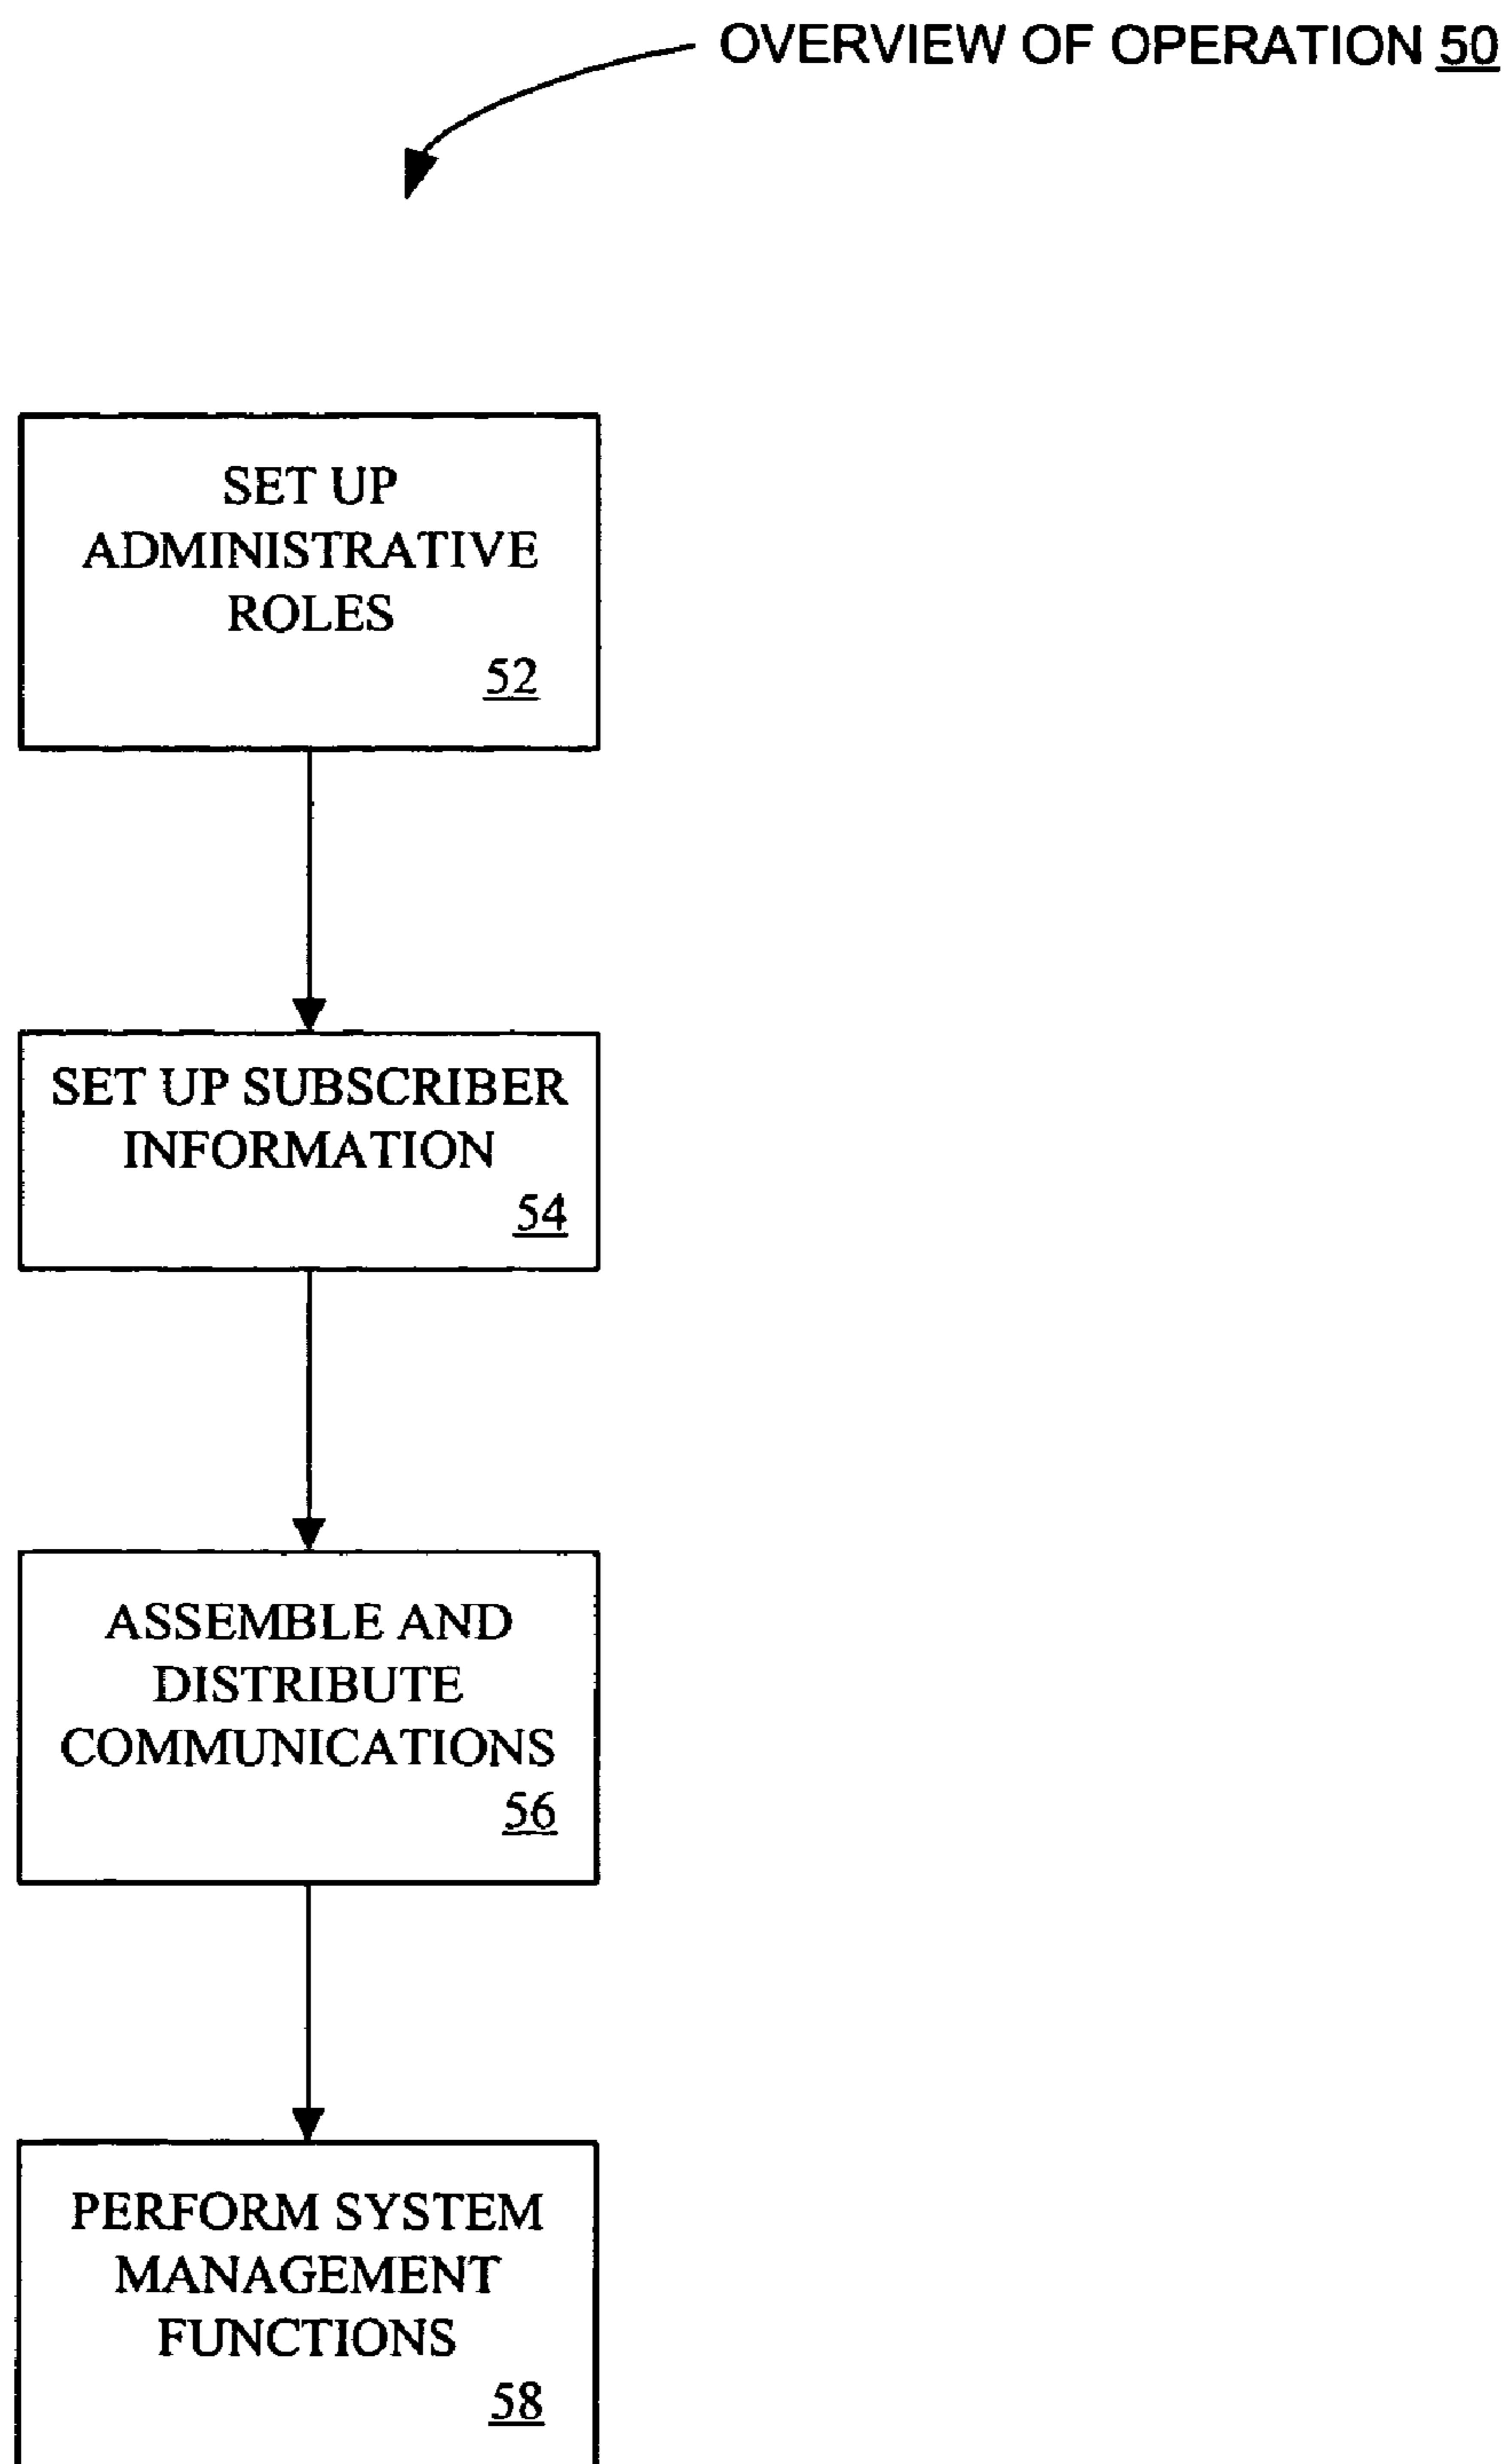 OVERVIEW OF OPERATION 50
SET UP
ADMINISTRATIVE
ROLES
52
SET UP SUBSCRIBER
INFORMATION
54
ASSEMBLE AND
DISTRIBUTE
COMMUNICATIONS
56
PERFORM SYSTEM
MANAGEMENT
FUNCTIONS
58